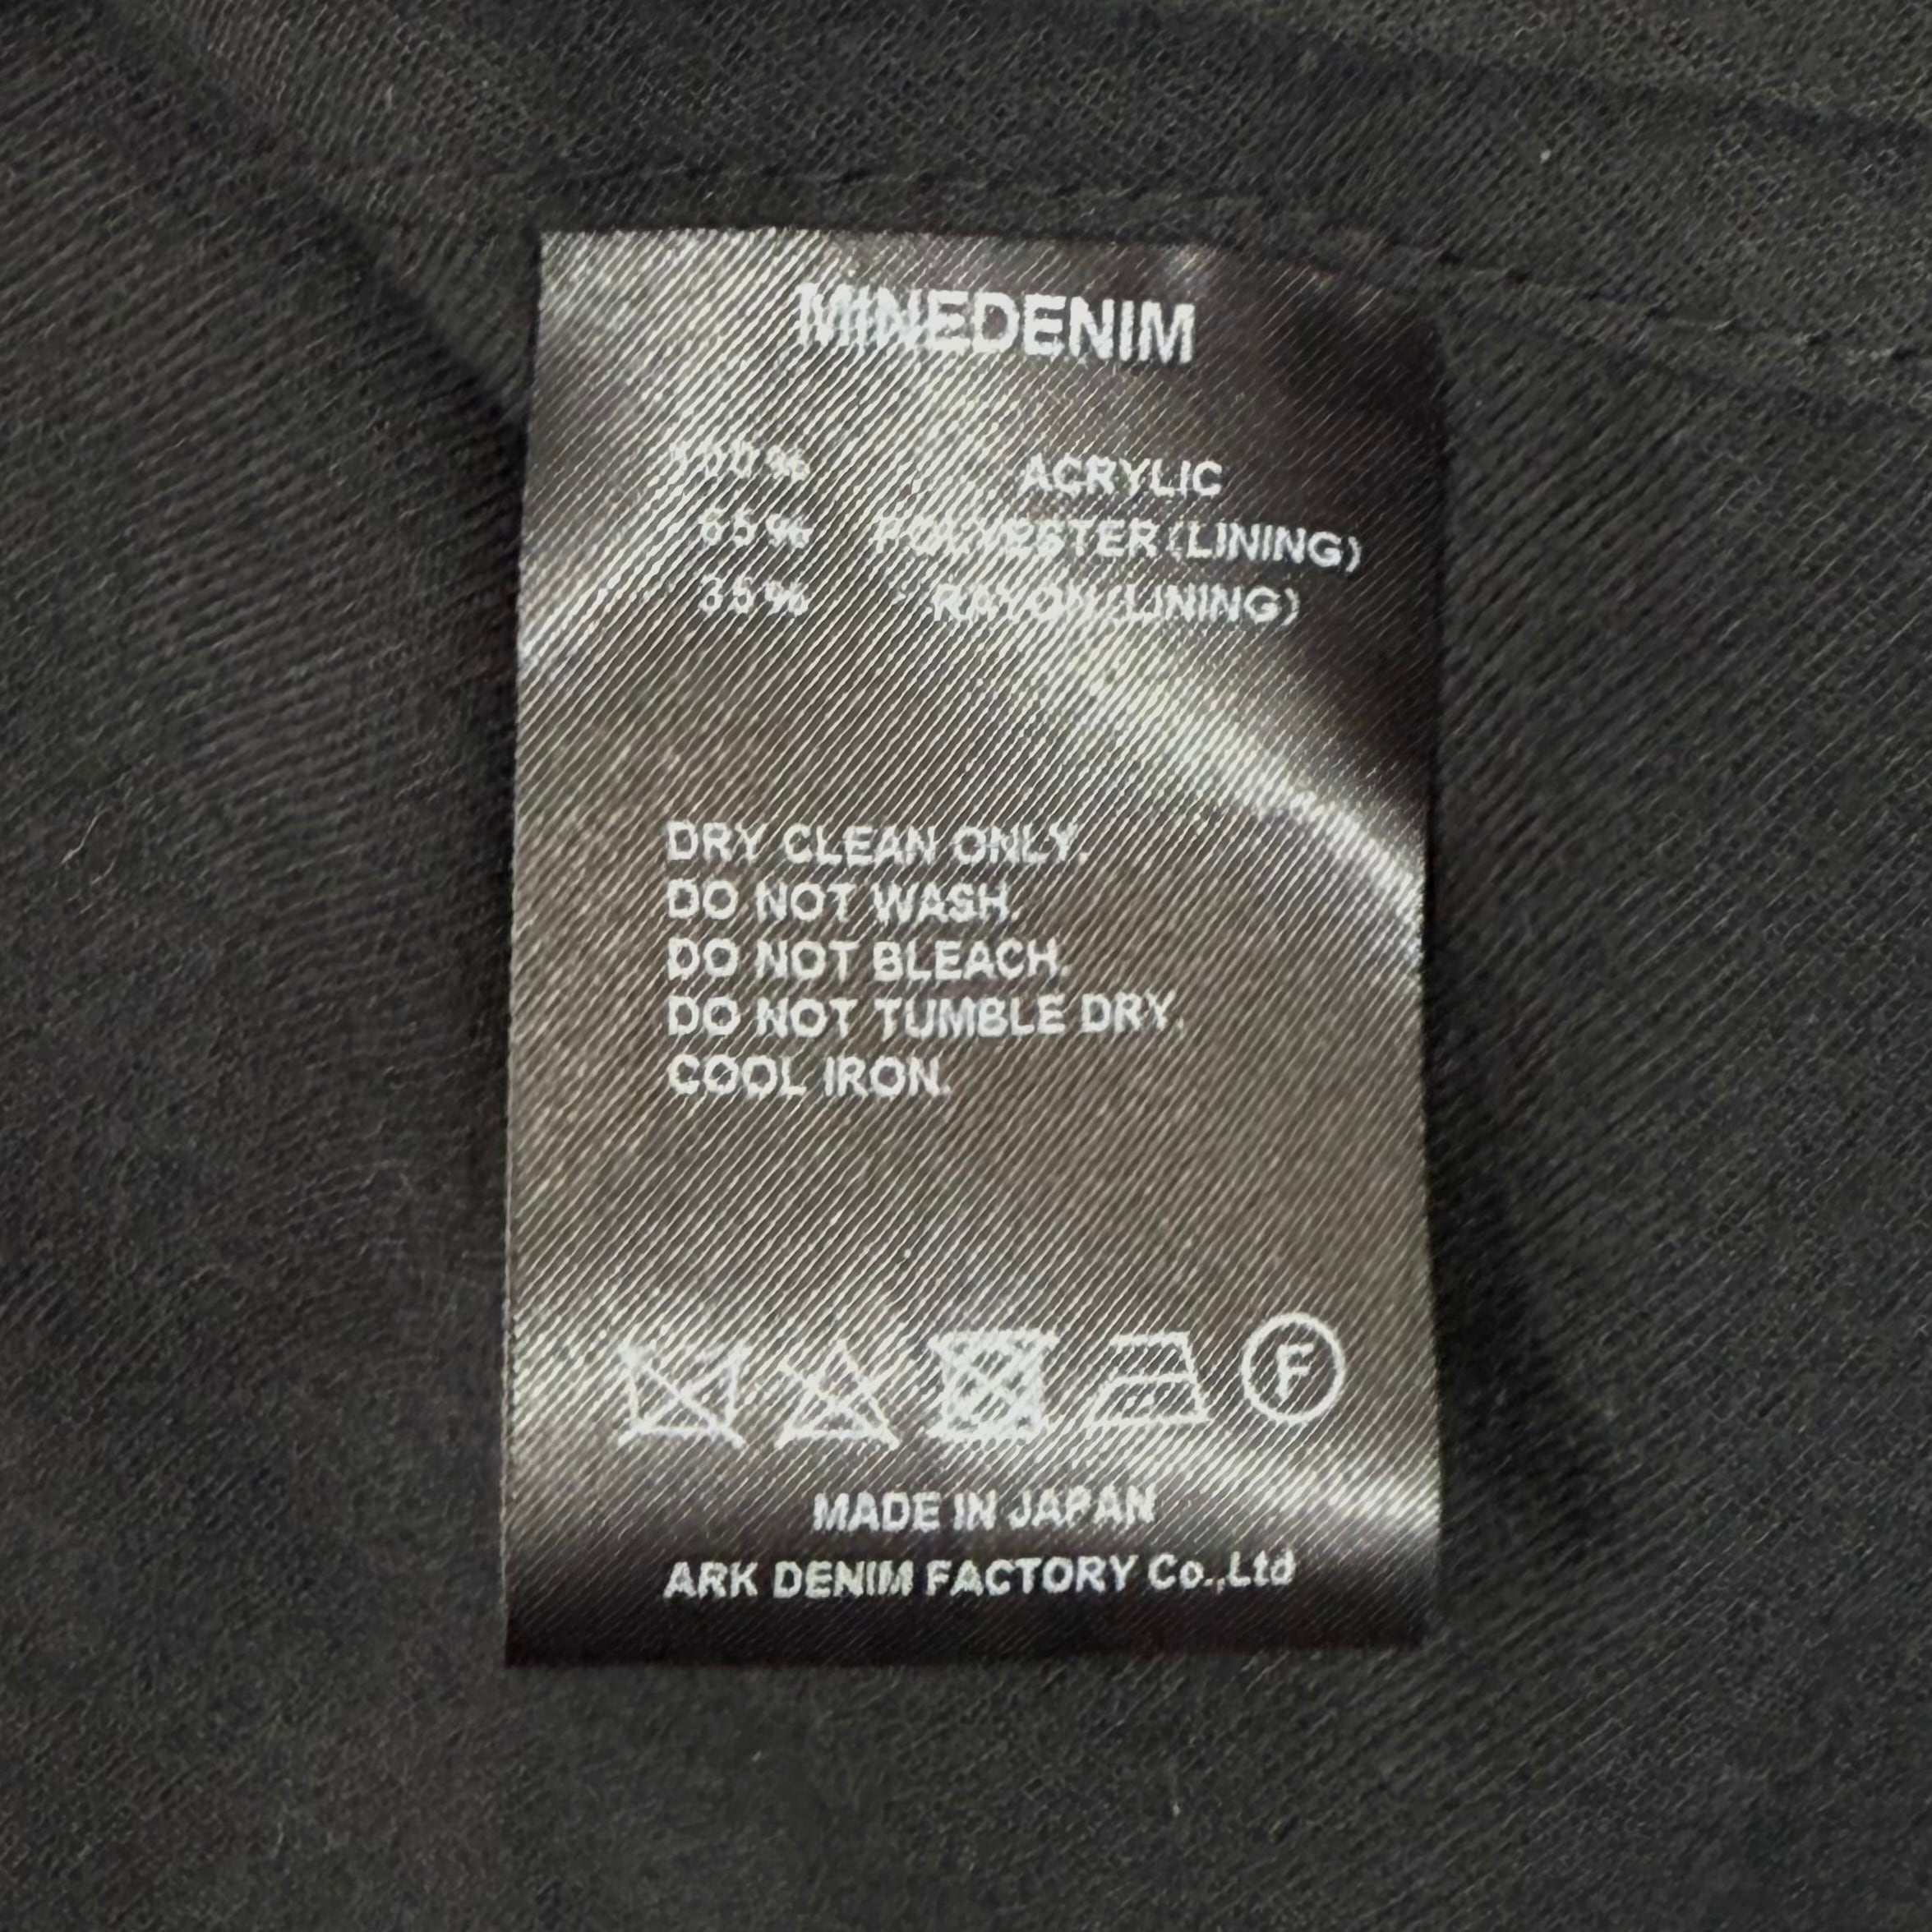 MINEDENIM
100% ACRYLIC
65% POLYESTER(LINING)
35% RAYON(LINING)
DRY CLEAN ONLY.
DO NOT WASH.
DO NOT BLEACH.
DO NOT TUMBLE DRY.
COOL IRON.
F
MADE IN JAPAN
ARK DENIM FACTORY Co.,Ltd